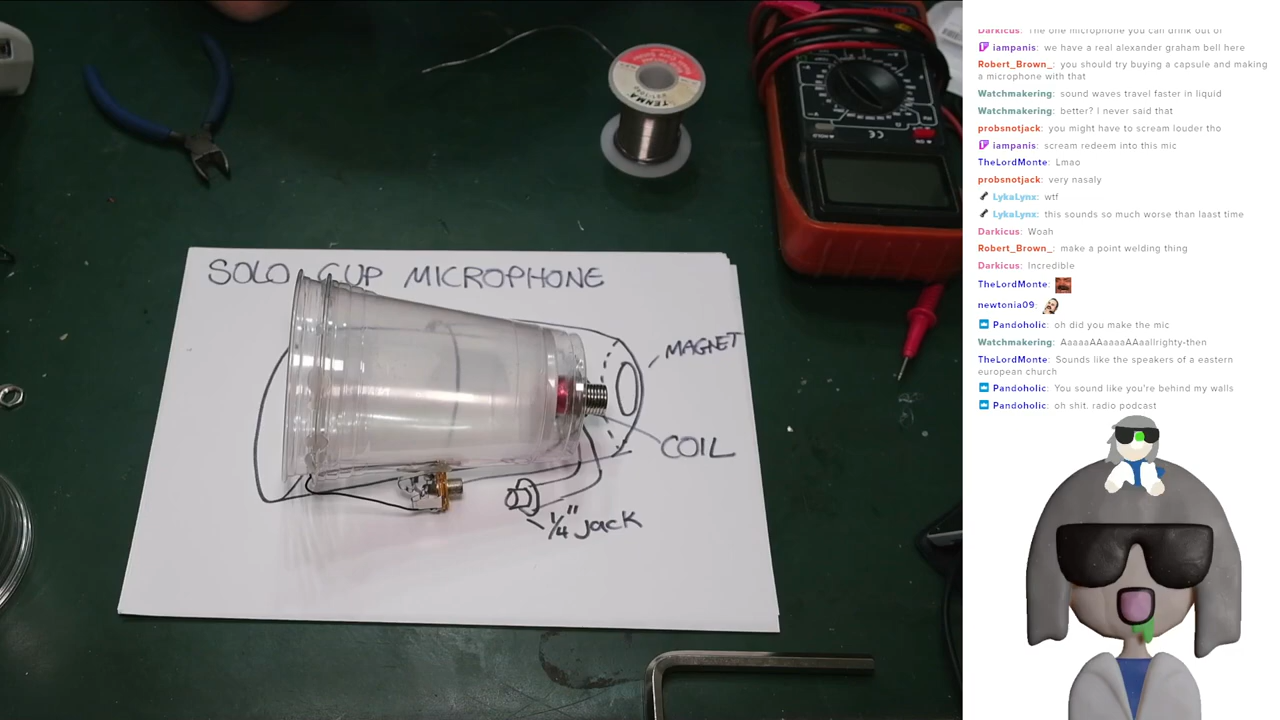 SOLO CUP MICROPHONE
MAGNET
COIL
1/4" JACK
TENMA
Darkicus: The one microphone you can drink out of
iampanis: we have a real alexander graham bell here
Robert_Brown_: you should try buying a capsule and making
a microphone with that
Watchmakering: sound waves travel faster in liquid
Watchmakering: better? I never said that
probsnotjack: you might have to scream louder tho
iampanis: scream redeem into this mic
TheLordMonte: Lmao
probsnotjack: very nasaly
LykaLynx: wtf
LykaLynx: this sounds so much worse than laast time
Darkicus: Woah
Robert_Brown_: make a point welding thing
Darkicus: Incredible
TheLordMonte:
newtonia09:
Pandoholic: oh did you make the mic
Watchmakering: AaaaaAAaaaaAAaallrighty-then
TheLordMonte: Sounds like the speakers of a eastern
european church
Pandoholic: You sound like you're behind my walls
Pandoholic: oh shit. radio podcast